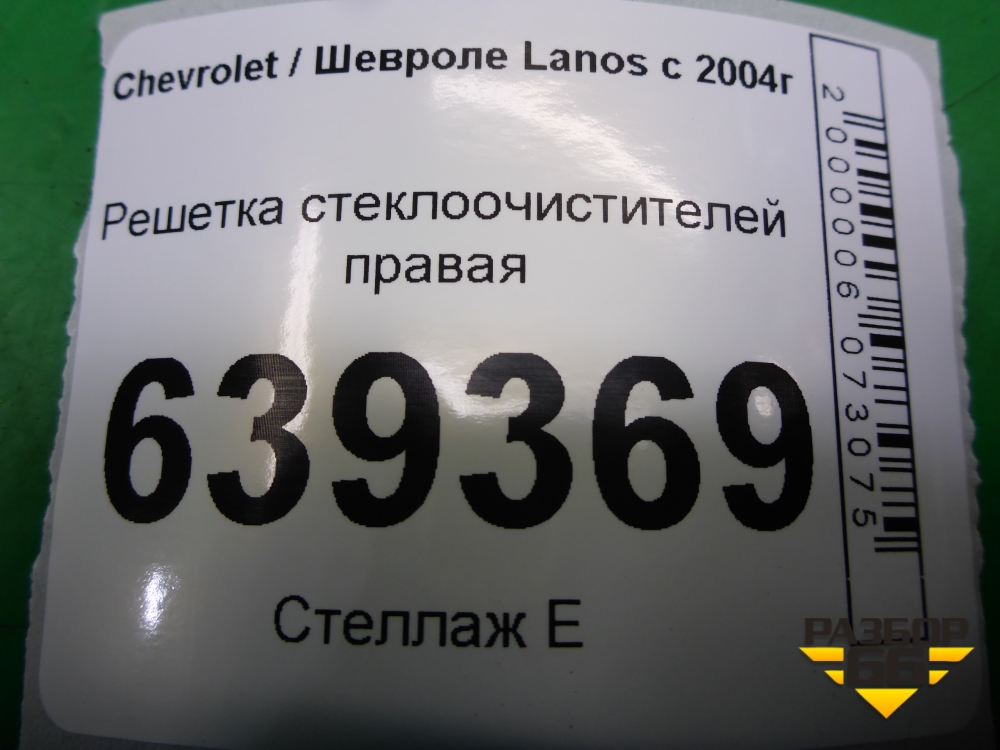 Chevrolet / Шевроле Lanos с 2004г
Решетка стеклоочистителей
правая
639369
Стеллаж Е
2000006073075
РАЗБОР
66